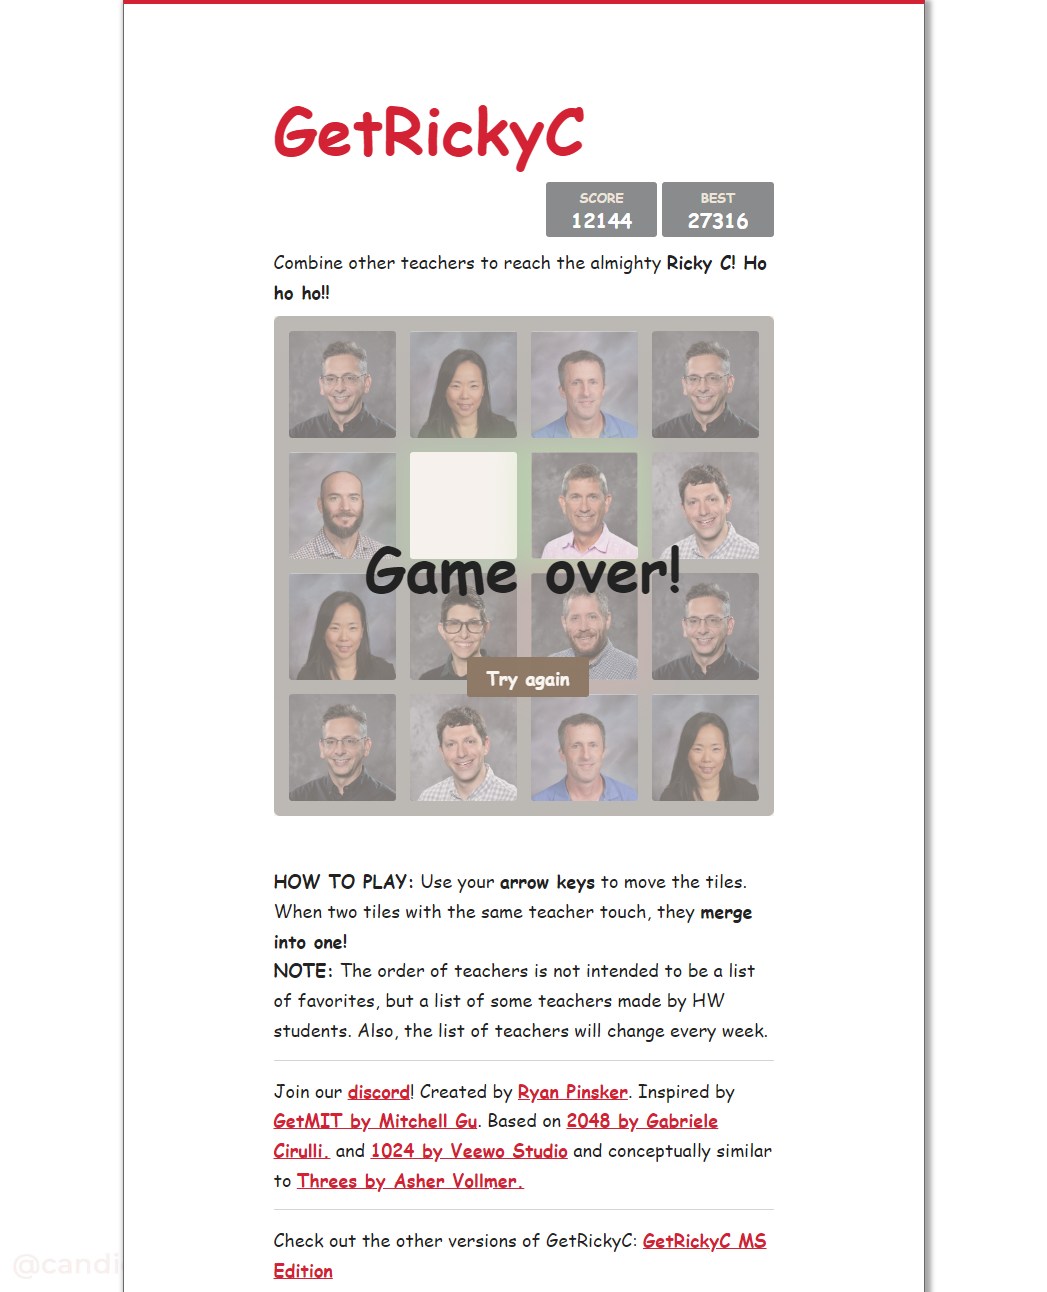 GetRickyC
SCORE BEST
12144 27316
Combine other teachers to reach the almighty Ricky C! Ho
ho ho!!
Game over!
Try again
HOW TO PLAY: Use your arrow keys to move the tiles.
When two tiles with the same teacher touch, they merge
into one!
NOTE: The order of teachers is not intended to be a list
of favorites, but a list of some teachers made by HW
students. Also, the list of teachers will change every week.
Join our discord! Created by Ryan Pinsker. Inspired by
GetMIT by Mitchell Gu. Based on 2048 by Gabriele
Cirulli. and 1024 by Veewo Studio and conceptually similar
to Threes by Asher Vollmer.
Check out the other versions of GetRickyC: GetRickyC MS
Edition